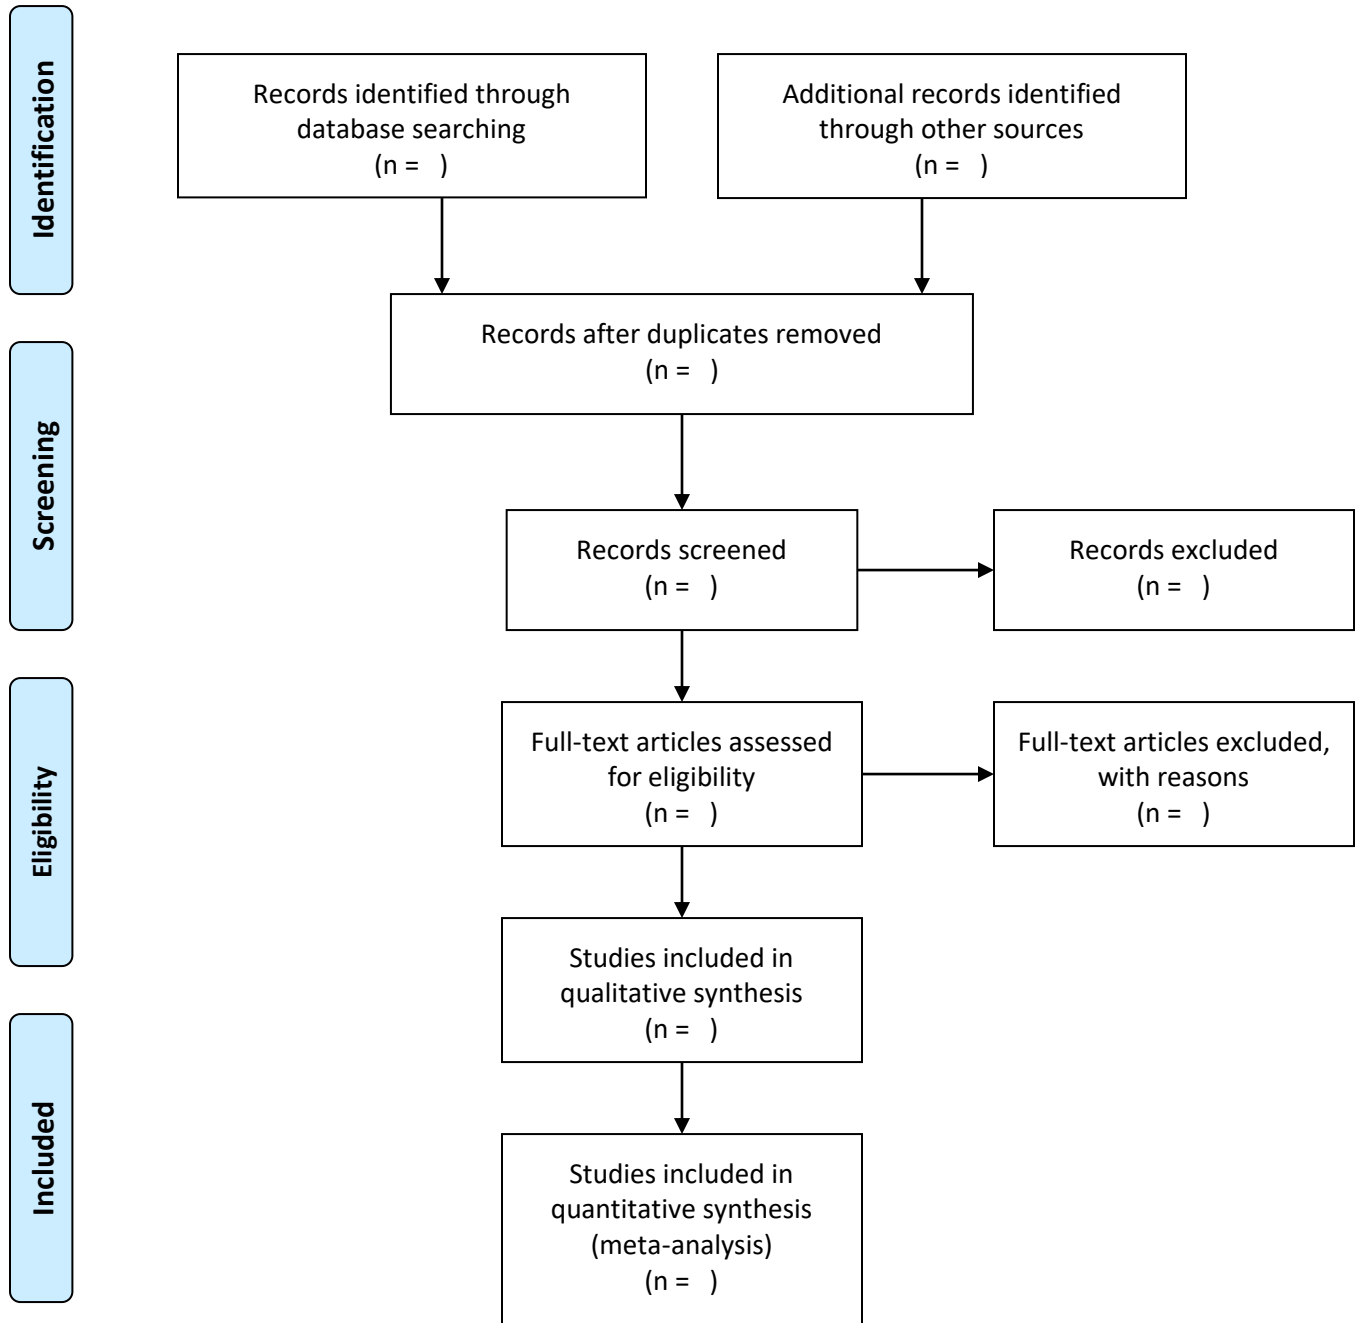 Identification
Records identified through
database searching
(n =   )
Additional records identified
through other sources
(n =   )
Records after duplicates removed
(n =   )
Screening
Records screened
(n =   )
Records excluded
(n =   )
Eligibility
Full-text articles assessed
for eligibility
(n =   )
Full-text articles excluded,
with reasons
(n =   )
Studies included in
qualitative synthesis
(n =   )
Included
Studies included in
quantitative synthesis
(meta-analysis)
(n =   )